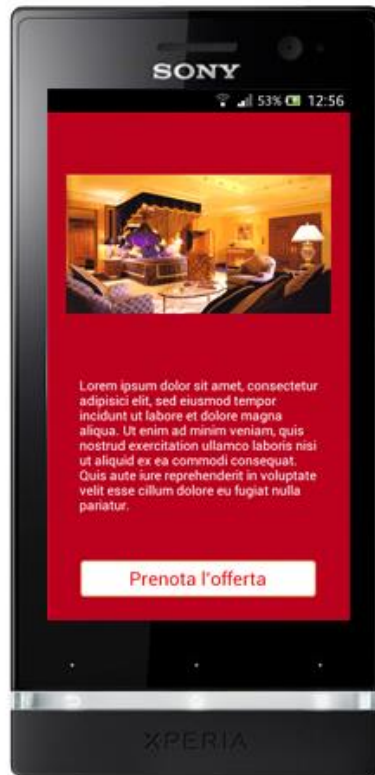 SONY
53% 12:56
Lorem ipsum dolor sit amet, consectetur
adipisici elit, sed eiusmod tempor
incidunt ut labore et dolore magna
aliqua. Ut enim ad minim veniam, quis
nostrud exercitation ullamco laboris nisi
ut aliquid ex ea commodi consequat.
Quis aute iure reprehenderit in voluptate
velit esse cillum dolore eu fugiat nulla
pariatur.
Prenota l'offerta
XPERIA